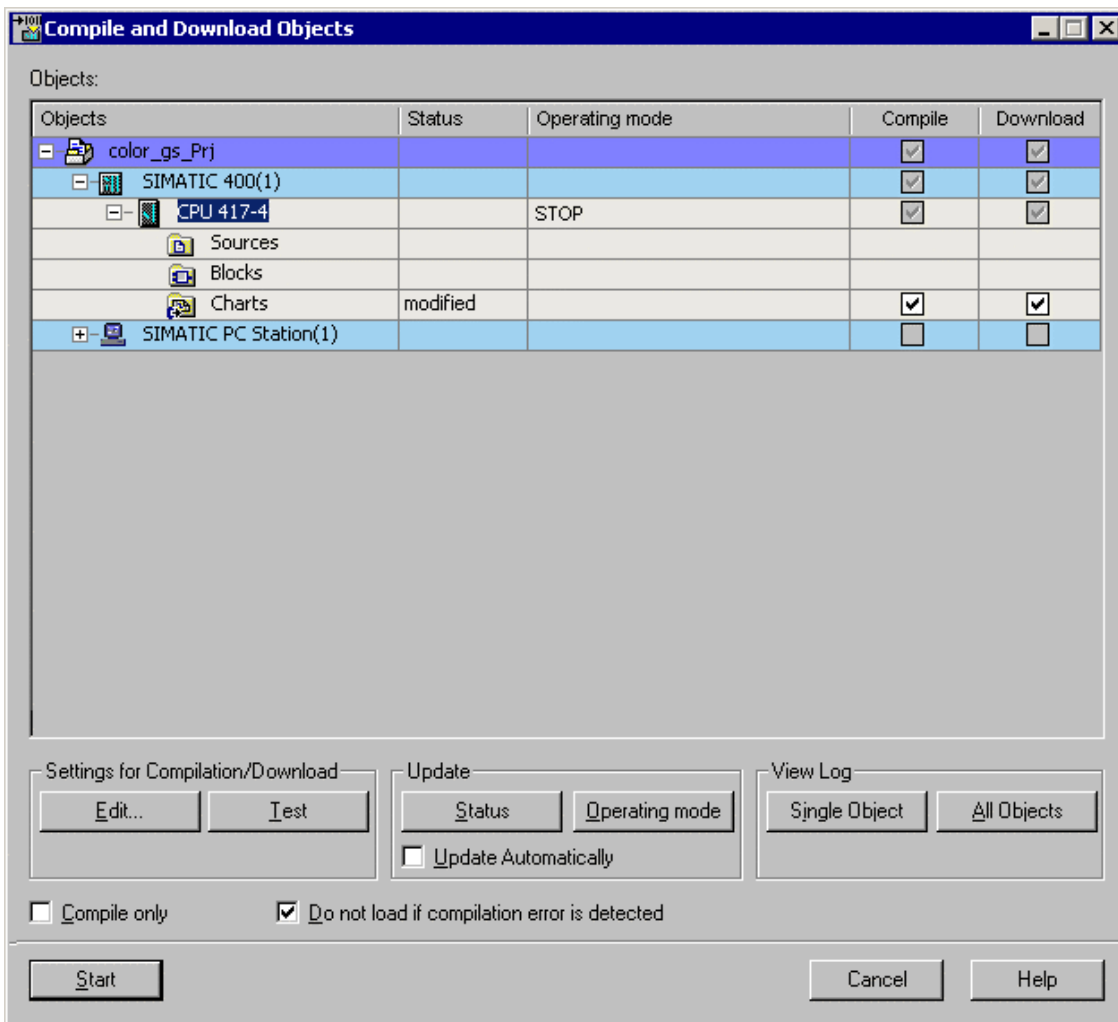 Compile and Download Objects
Objects:
Objects Status Operating mode Compile Download
color_gs_Prj
SIMATIC 400(1)
CPU 417-4 STOP
Sources
Blocks
Charts modified
SIMATIC PC Station(1)
Settings for Compilation/Download Update View Log
Edit... Test Status Operating mode Single Object All Objects
Update Automatically
Compile only Do not load if compilation error is detected
Start Cancel Help